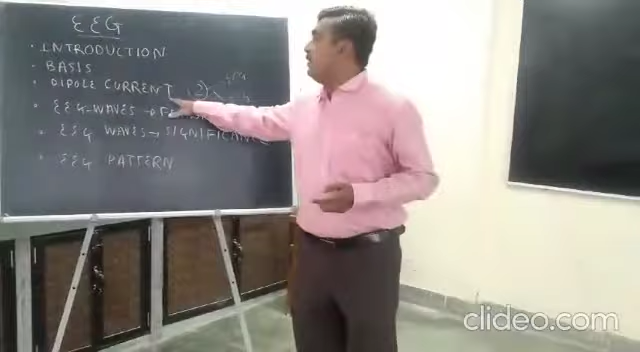 EEG
INTRODUCTION
BASIS
DIPOLE CURRENT
EEG-WAVES →
EEG WAVES → SIGNIFICANCE
EEG PATTERN
clideo.com